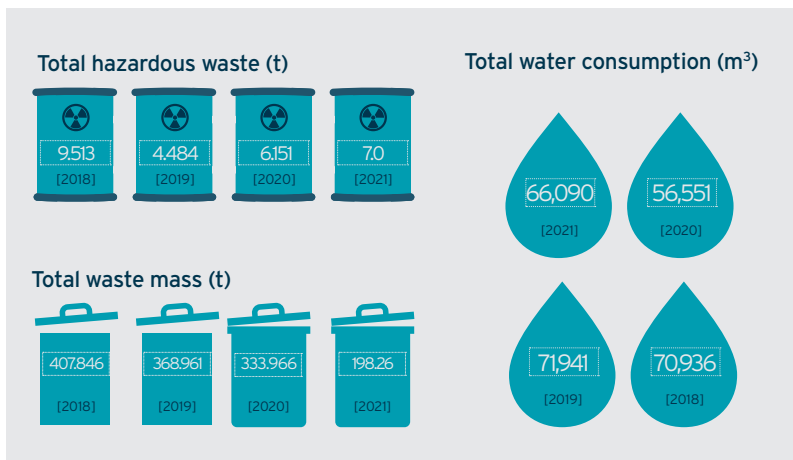 Total hazardous waste (t)
9.513 4.484 6.151 7.0
[2018] [2019] [2020] [2021]
Total waste mass (t)
407.846 368.961 333.966 198.26
[2018] [2019] [2020] [2021]
Total water consumption (m³)
66,090 56,551
[2021] [2020]
71,941 70,936
[2019] [2018]